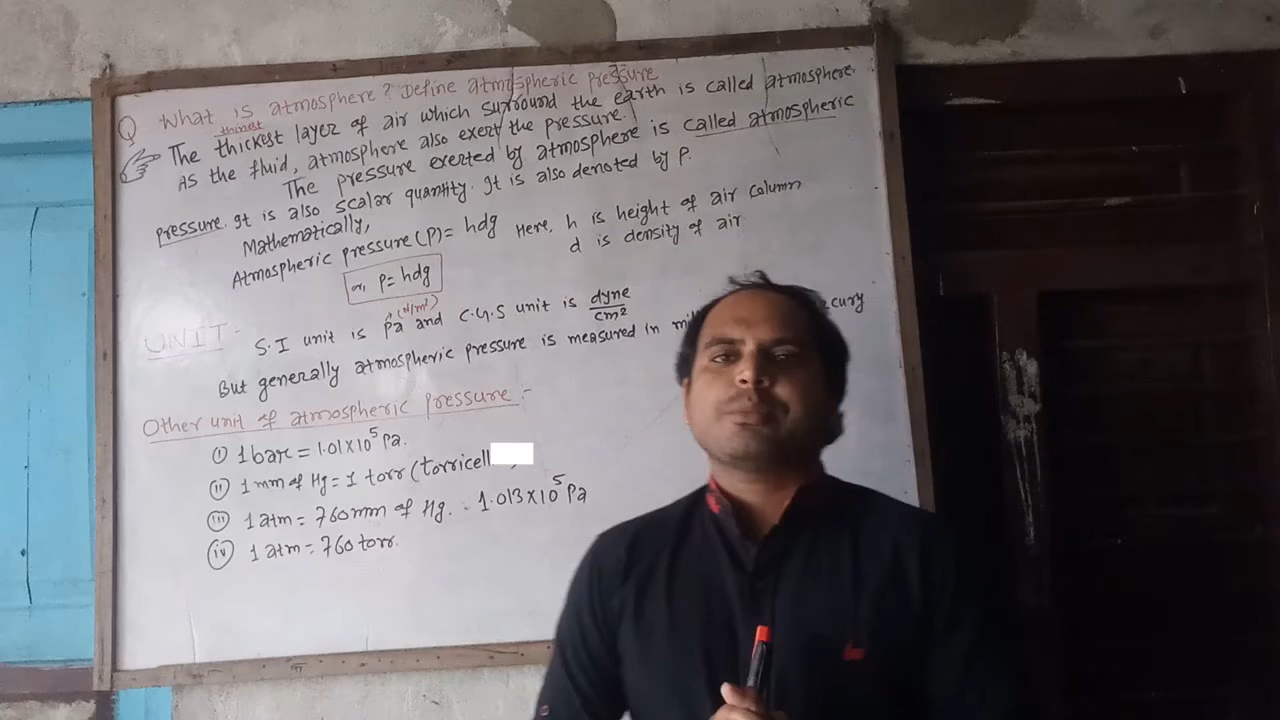 Q What is atmosphere? Define atmospheric pressure
thinest
The thickest layer of air which surround the earth is called atmosphere.
As the fluid, atmosphere also exert the pressure.
The pressure exerted by atmosphere is called atmospheric
pressure. It is also scalar quantity. It is also denoted by P.
Mathematically,
Atmospheric pressure (P) = hdg Here, h is height of air column
d is density of air
or, P = hdg
(N/m²)
UNIT:- S.I unit is Pa and C.G.S unit is dyne/cm²
But generally atmospheric pressure is measured in
Other unit of atmospheric pressure:-
(i) 1 bar = 1.01×10⁵ Pa.
(ii) 1 mm of Hg = 1 torr (
(iii) 1 atm = 760mm of Hg. = 1.013×10⁵ Pa
(iv) 1 atm = 760 torr.